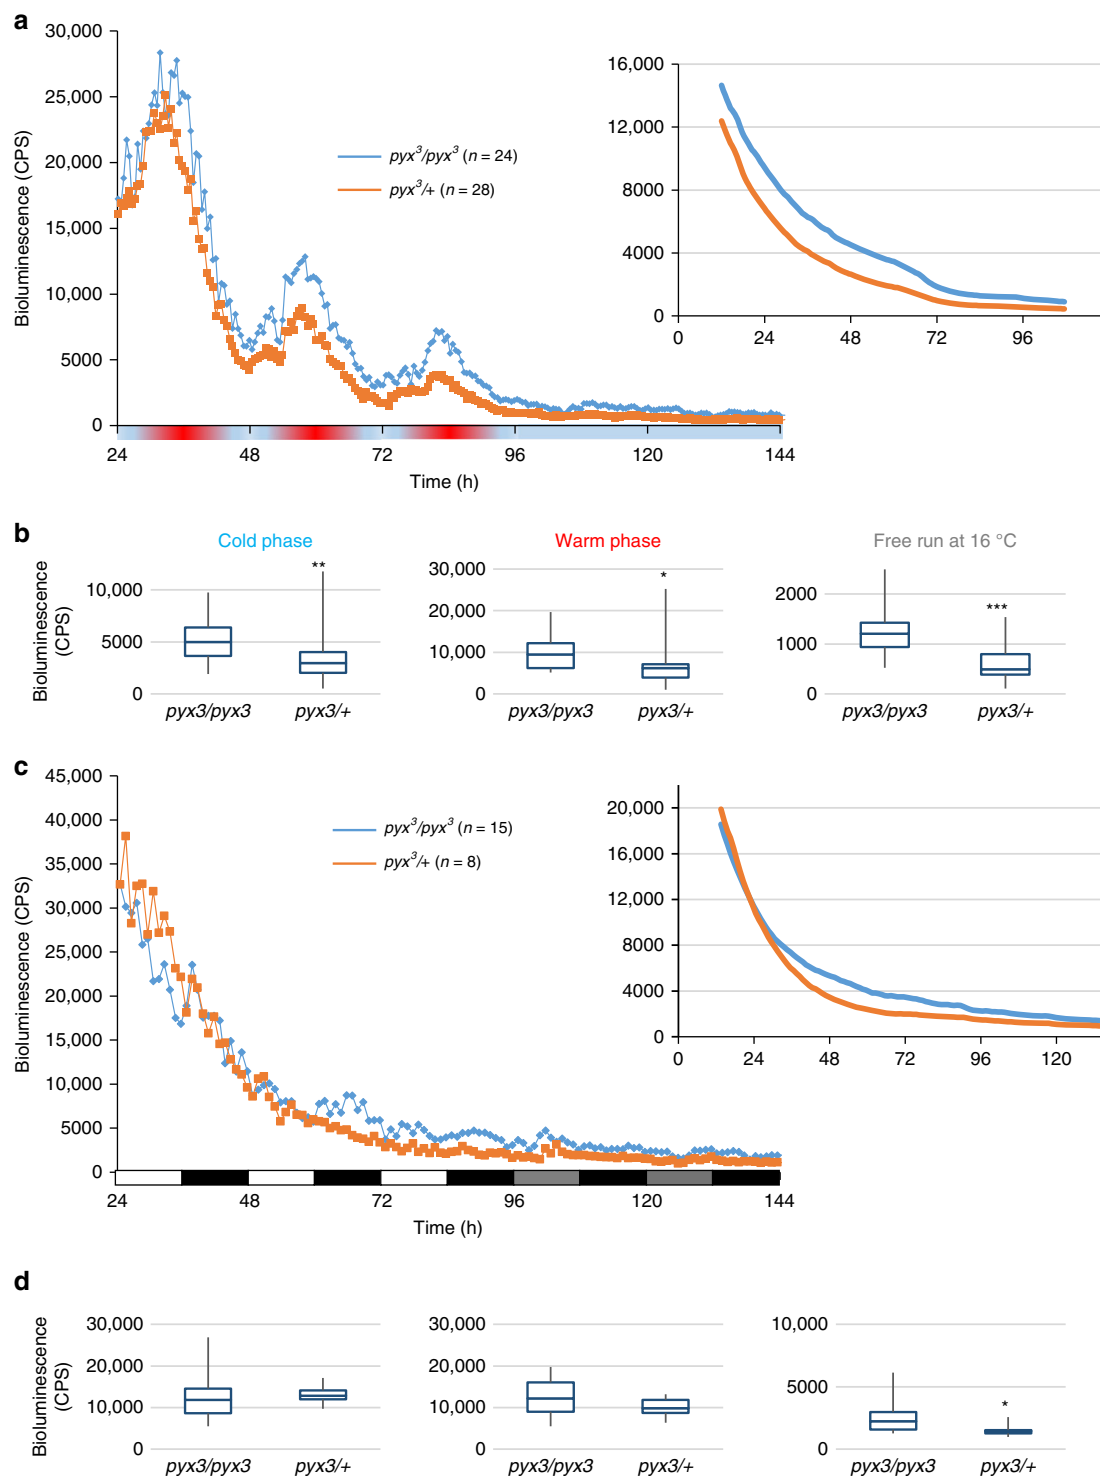 a
30,000
25,000
20,000
15,000
10,000
5000
0
Bioluminescence (CPS)
24 48 72 96 120 144
Time (h)
pyx³/pyx³ (n = 24)
pyx³/+ (n = 28)
16,000
12,000
8000
4000
0
0 24 48 72 96
b
Cold phase
Warm phase
Free run at 16 °C
Bioluminescence
(CPS)
10,000
5000
0
**
pyx3/pyx3 pyx3/+
30,000
20,000
10,000
0
*
pyx3/pyx3 pyx3/+
2000
1000
0
***
pyx3/pyx3 pyx3/+
c
45,000
40,000
35,000
30,000
25,000
20,000
15,000
10,000
5000
0
Bioluminescence (CPS)
24 48 72 96 120 144
Time (h)
pyx³/pyx³ (n = 15)
pyx³/+ (n = 8)
20,000
16,000
12,000
8000
4000
0
0 24 48 72 96 120
d
Bioluminescence
(CPS)
30,000
20,000
10,000
0
pyx3/pyx3 pyx3/+
30,000
20,000
10,000
0
pyx3/pyx3 pyx3/+
10,000
5000
0
*
pyx3/pyx3 pyx3/+